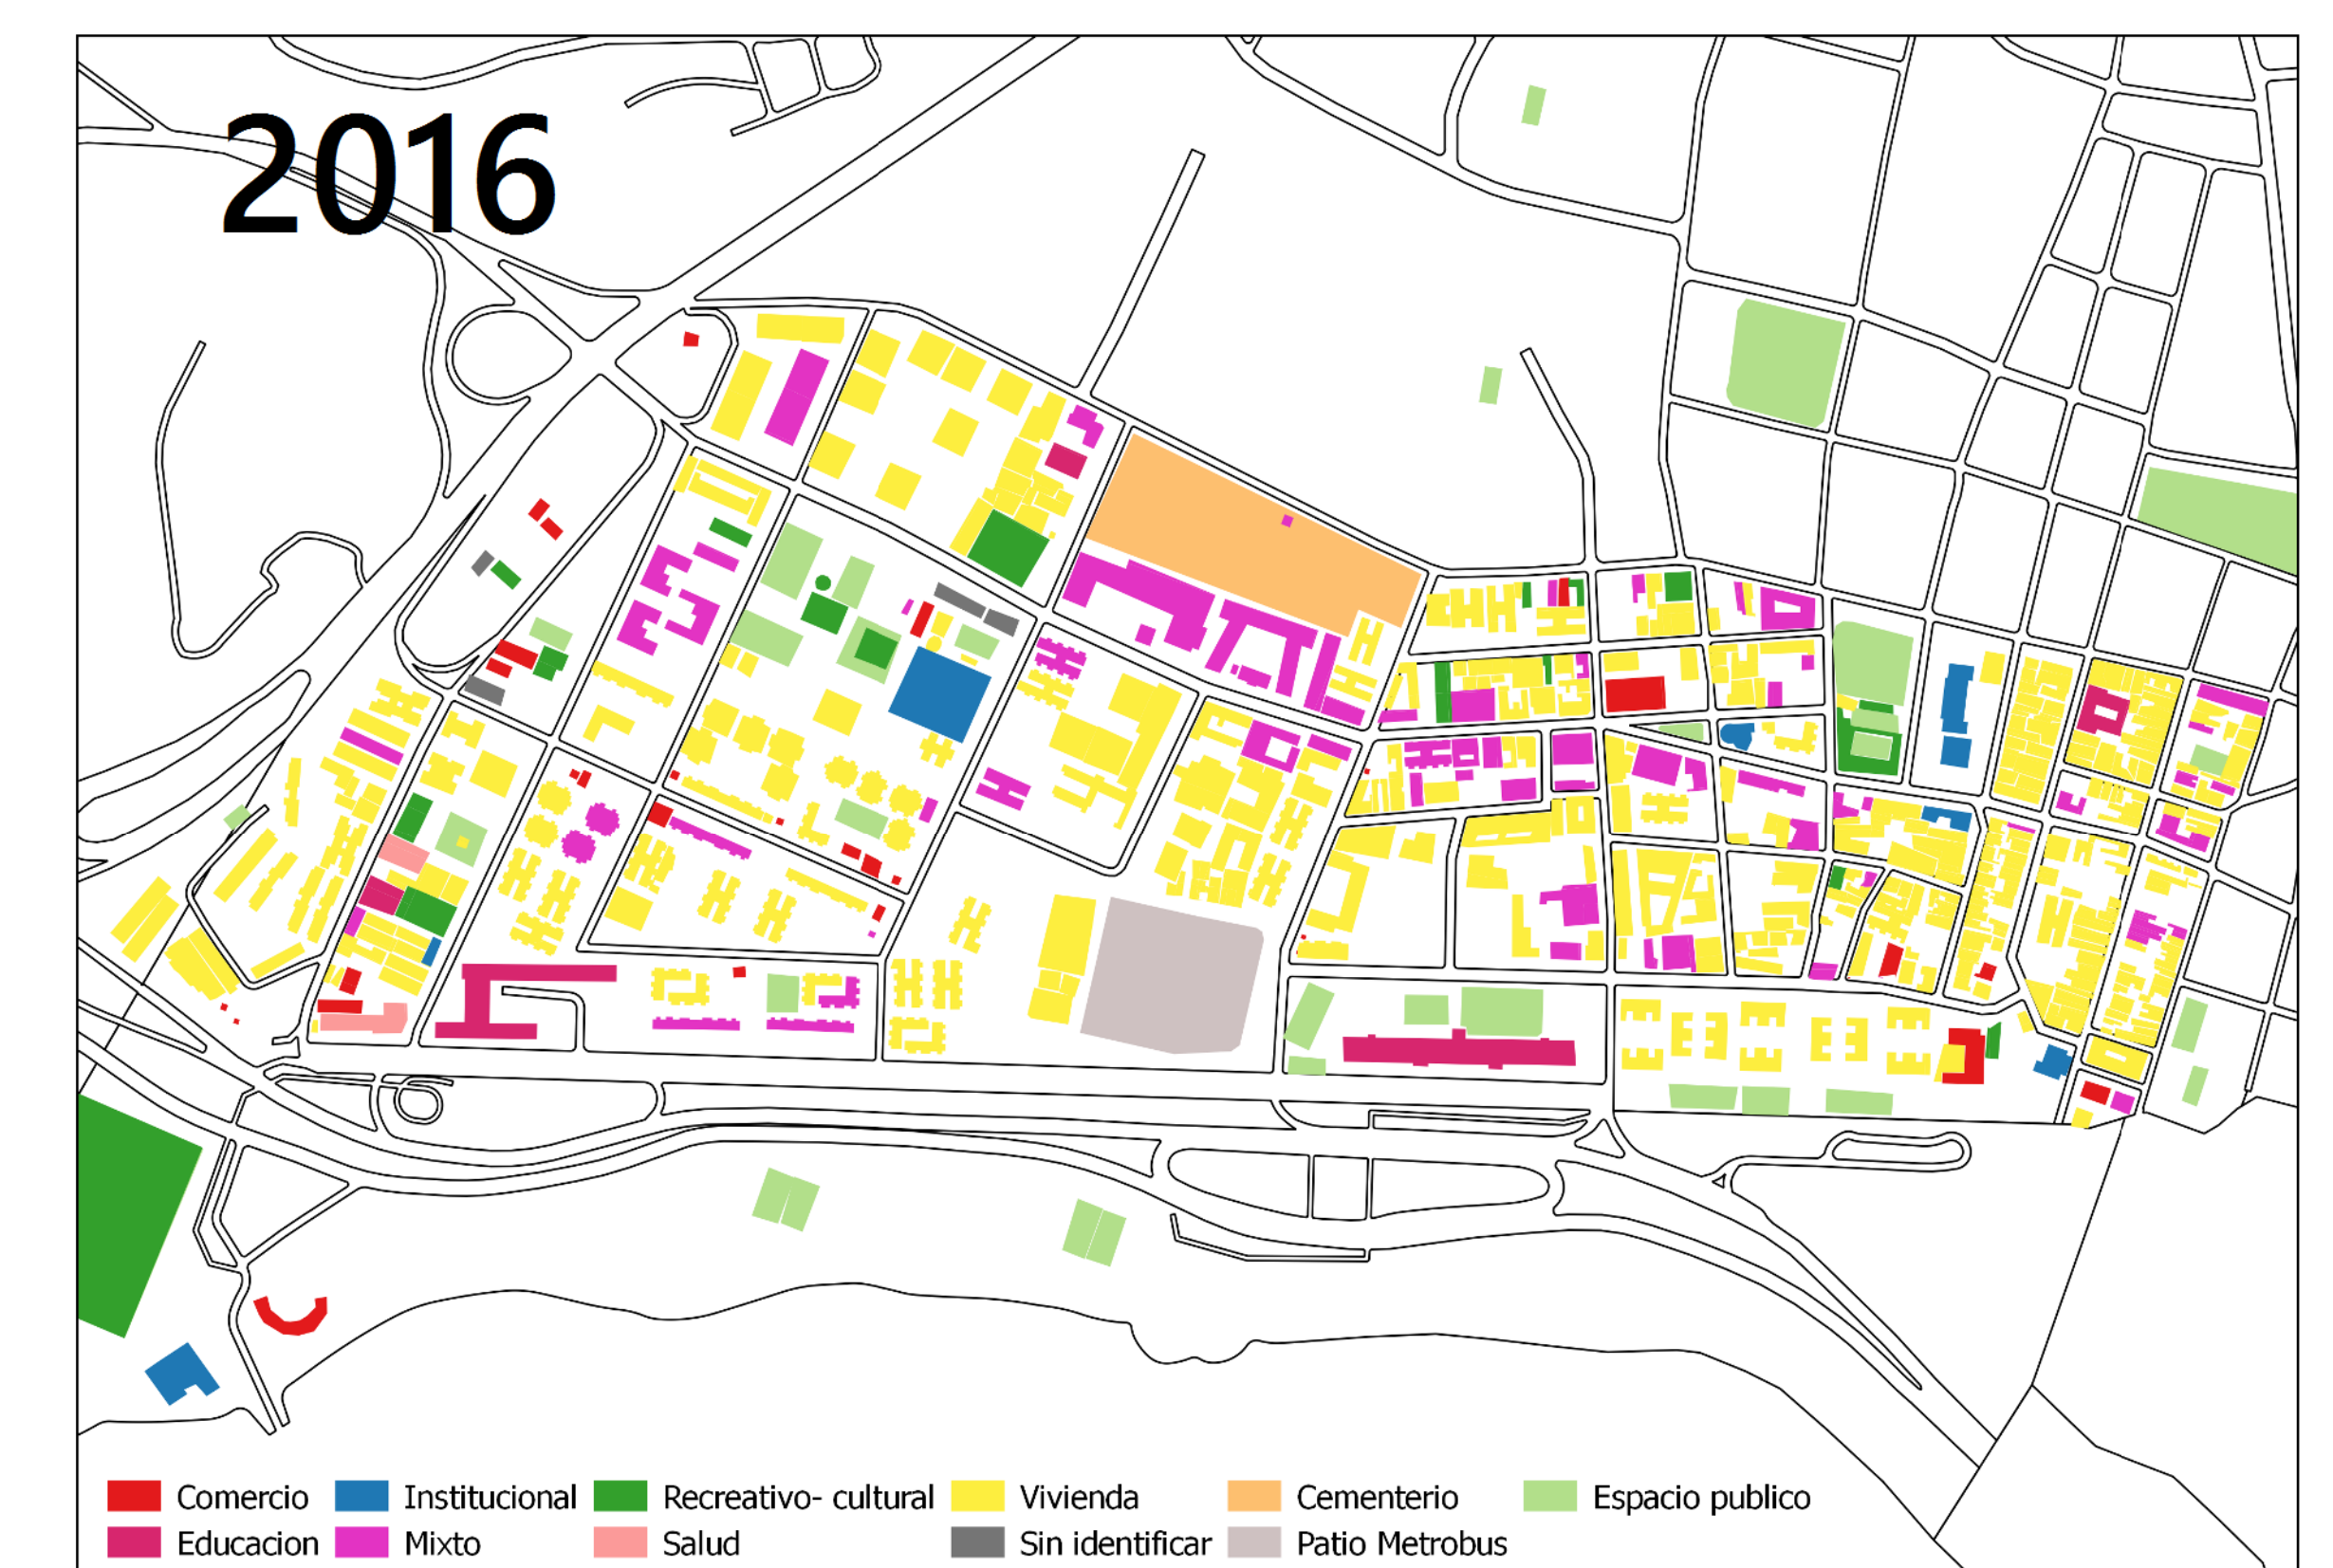 2016
Comercio Institucional Recreativo- cultural Vivienda Cementerio Espacio publico
Educacion Mixto Salud Sin identificar Patio Metrobus